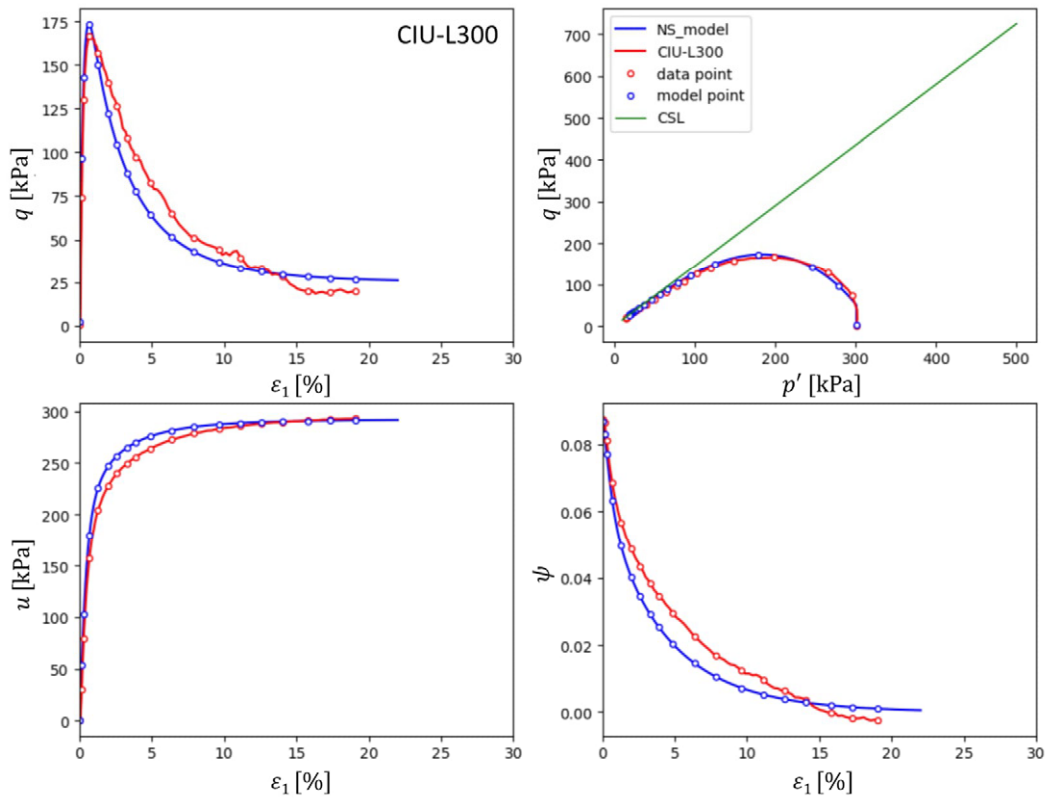 CIU-L300
q [kPa]
175
150
125
100
75
50
25
0
0 5 10 15 20 25 30
ε₁ [%]
NS_model
CIU-L300
data point
model point
CSL
q [kPa]
700
600
500
400
300
200
100
0
0 100 200 300 400 500
p′ [kPa]
u [kPa]
300
250
200
150
100
50
0
0 5 10 15 20 25 30
ε₁ [%]
ψ
0.08
0.06
0.04
0.02
0.00
0 5 10 15 20 25 30
ε₁ [%]